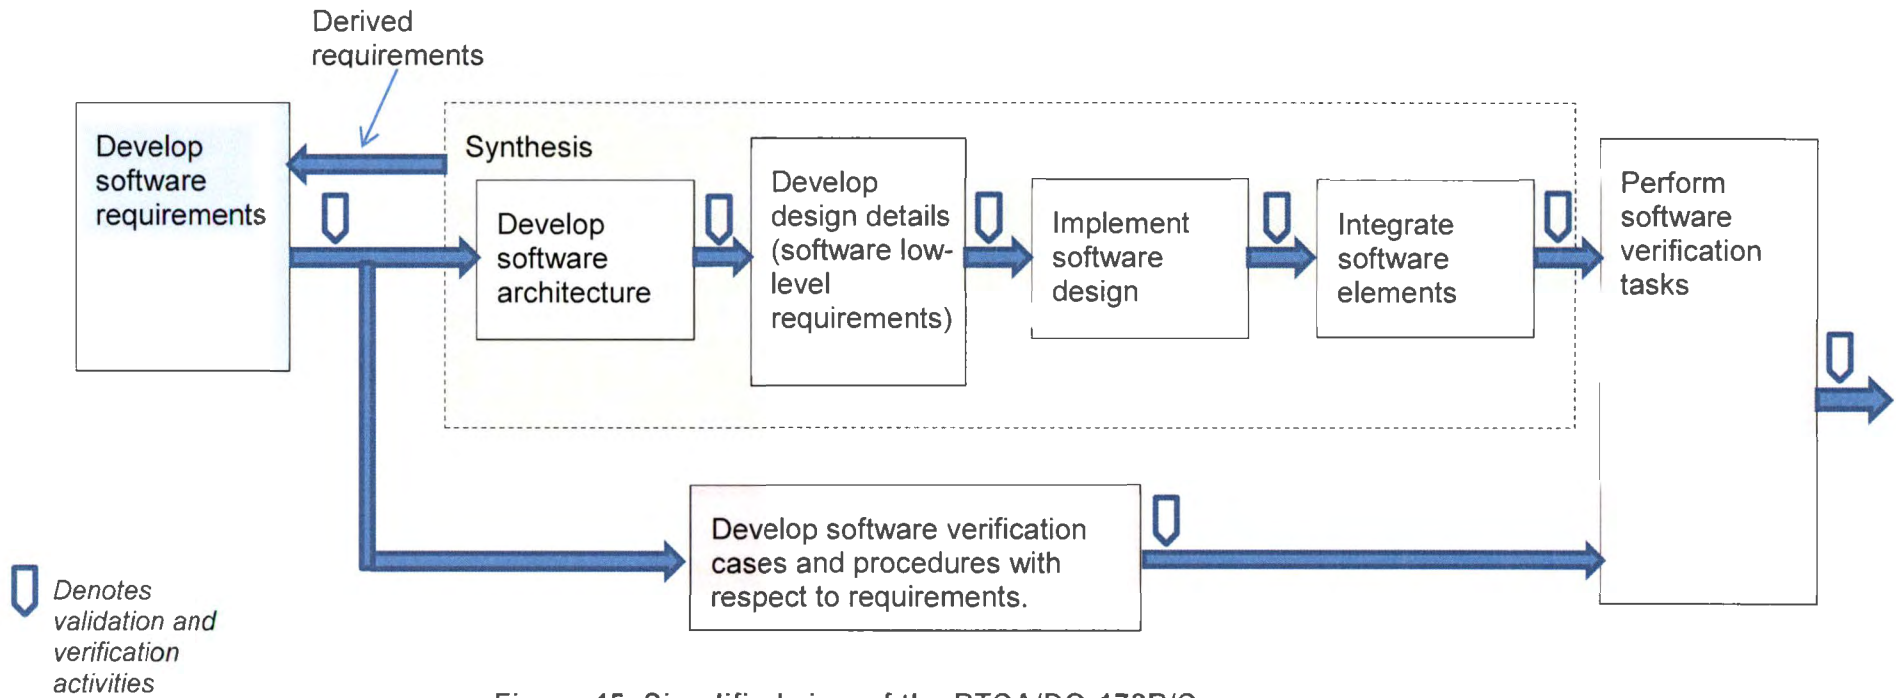 Derived
requirements
Develop
software
requirements
Synthesis
Develop
software
architecture
Develop
design details
(software low-
level
requirements)
Implement
software
design
Integrate
software
elements
Perform
software
verification
tasks
Develop software verification
cases and procedures with
respect to requirements.
Denotes
validation and
verification
activities